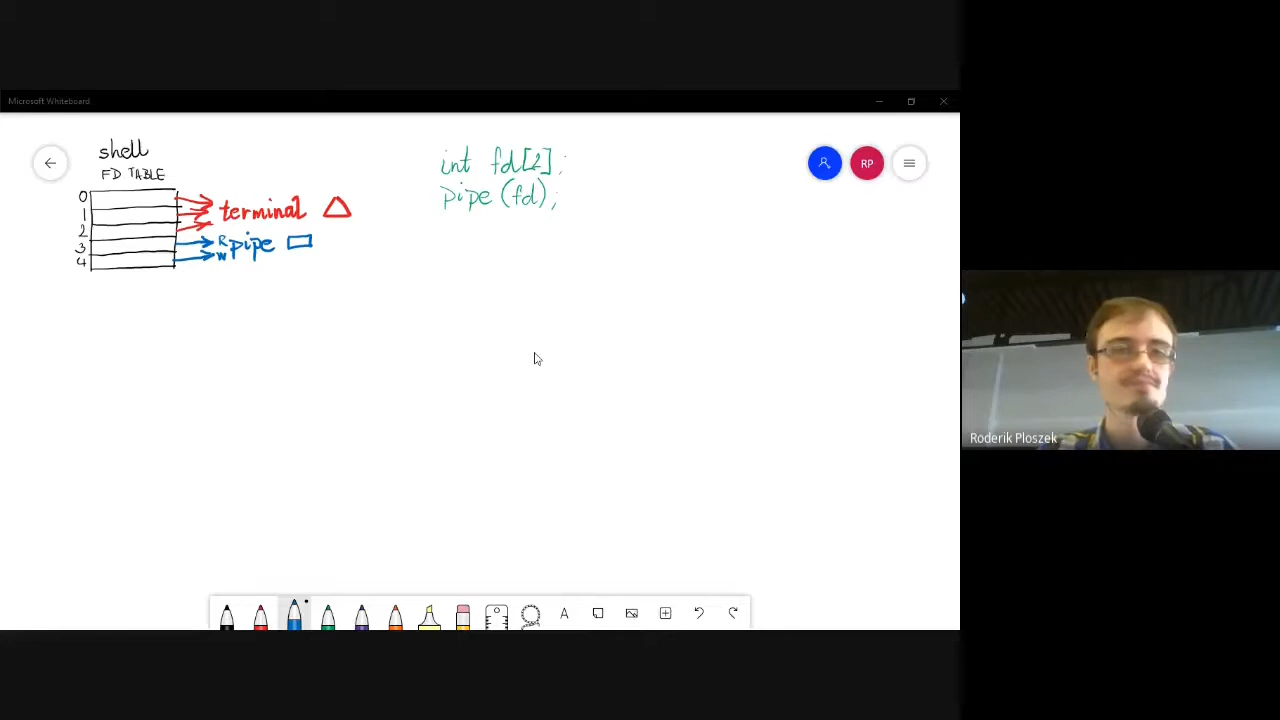 Microsoft Whiteboard
shell
FD TABLE
0
1
2
3
4
terminal
R
pipe
W
int fd[2];
pipe(fd);
RP
A
Roderik Ploszek